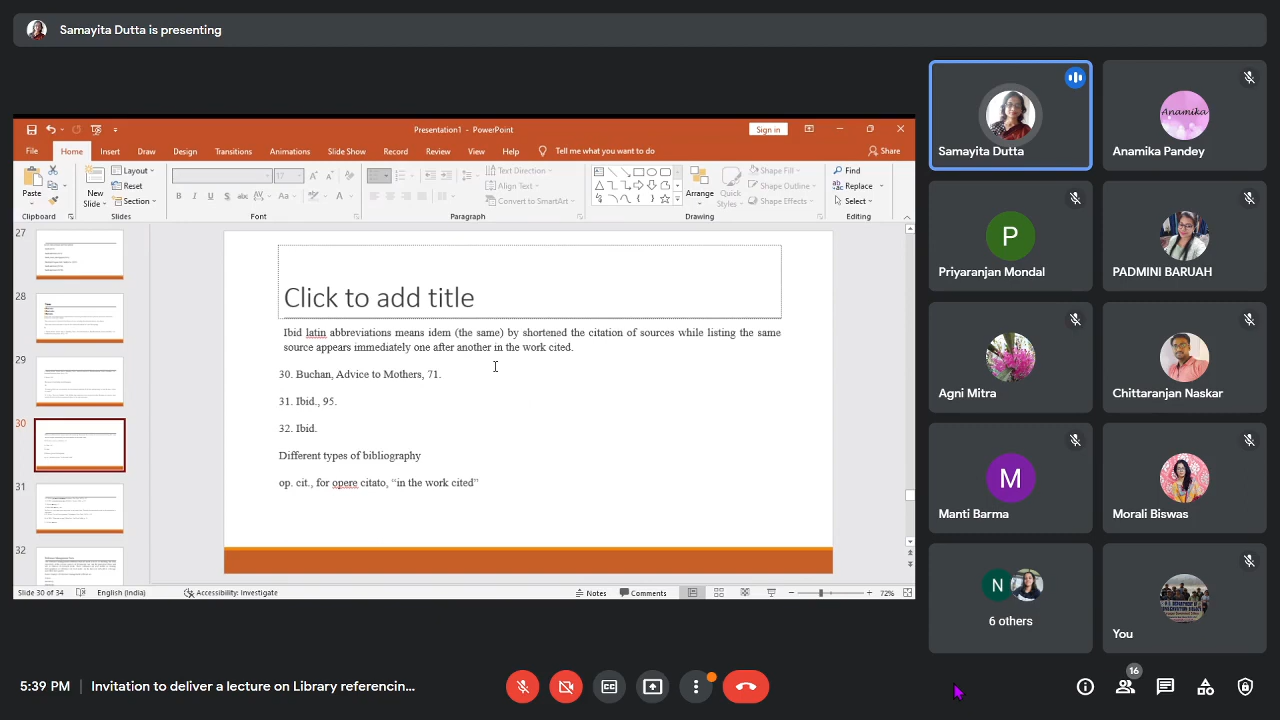 Samayita Dutta is presenting
Presentation1 - PowerPoint
Sign in
File Home Insert Draw Design Transitions Animations Slide Show Record Review View Help Tell me what you want to do Share
Paste
Clipboard
New
Slide
Layout
Reset
Section
Slides
17
B I U S abc AV Aa A
Font
Text Direction
Align Text
Convert to SmartArt
Paragraph
Arrange
Quick
Styles
Shape Fill
Shape Outline
Shape Effects
Drawing
Find
Replace
Select
Editing
27
28
29
30
31
32
Click to add title
Ibid latin abbreviations means idem (the same) by shortened the citation of sources while listing the same
source appears immediately one after another in the work cited.
30. Buchan, Advice to Mothers, 71.
31. Ibid., 95.
32. Ibid.
Different types of bibliography
op. cit., for opere citato, “in the work cited”
Slide 30 of 34 English (India) Accessibility: Investigate Notes Comments 72%
Samayita Dutta
Anamika
Anamika Pandey
P
Priyaranjan Mondal
PADMINI BARUAH
Agni Mitra
Chittaranjan Naskar
M
Manti Barma
Morali Biswas
N
6 others
You
5:39 PM | Invitation to deliver a lecture on Library referencin...
16